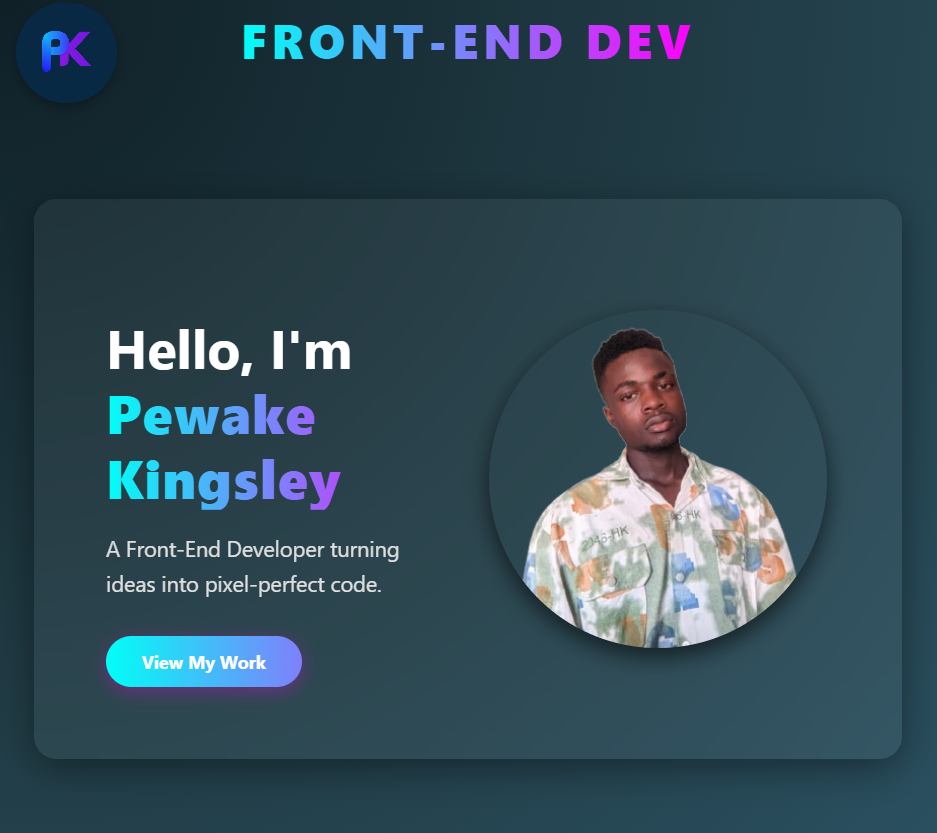 PK
FRONT-END DEV
Hello, I'm
Pewake
Kingsley
A Front-End Developer turning
ideas into pixel-perfect code.
View My Work